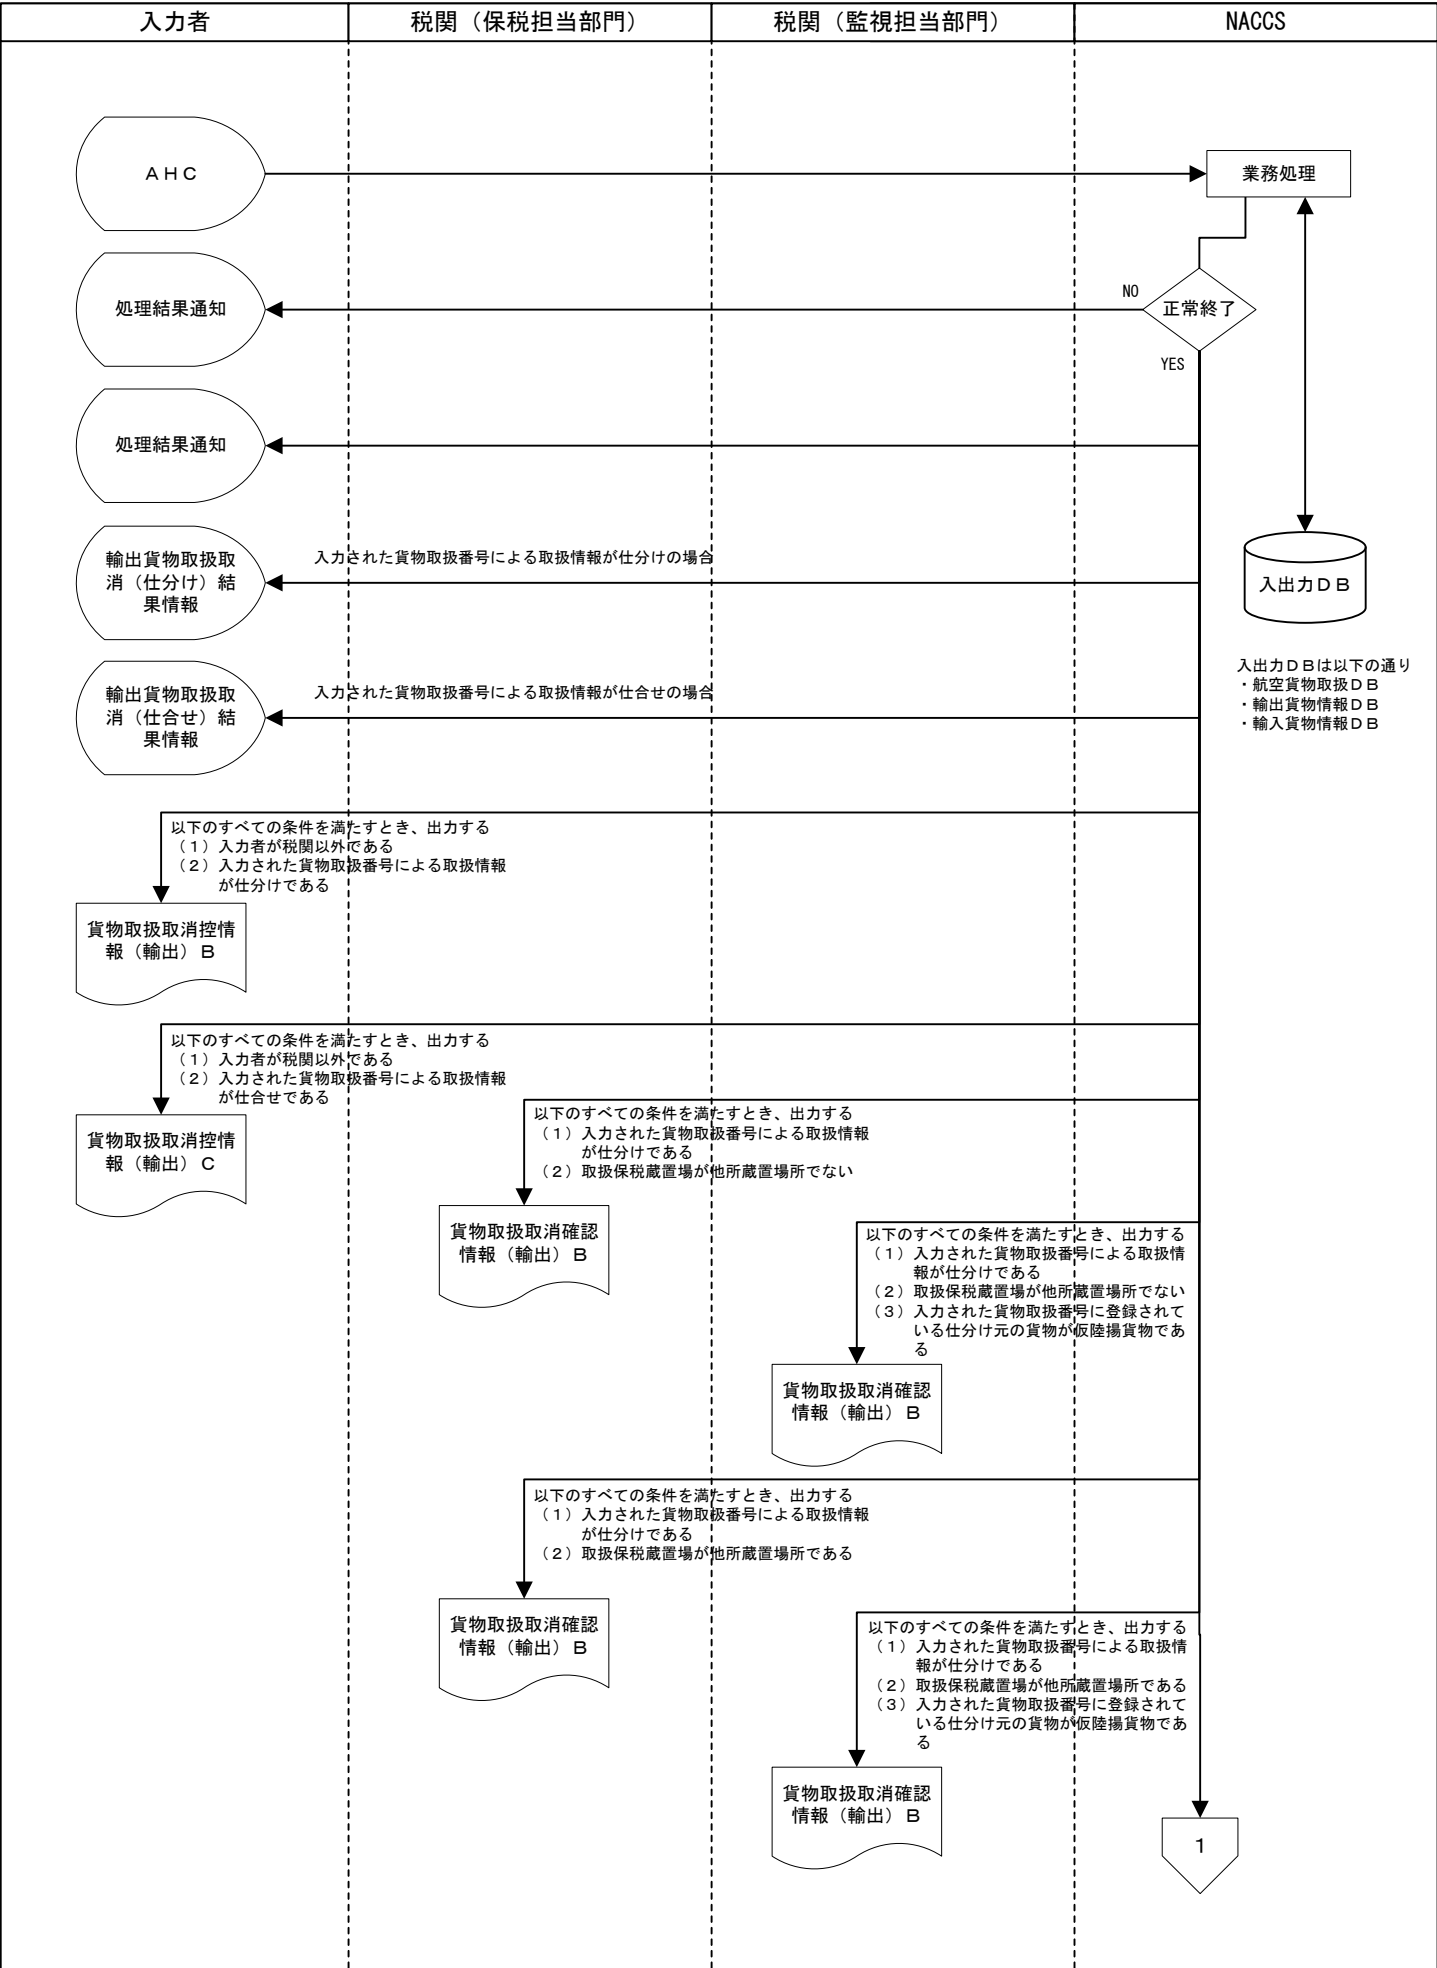 入力者
税関（保税担当部門）
税関（監視担当部門）
NACCS
ＡＨＣ
業務処理
処理結果通知
NO
正常終了
YES
処理結果通知
輸出貨物取扱取
消（仕分け）結
果情報
入力された貨物取扱番号による取扱情報が仕分けの場合
入出力ＤＢ
入出力ＤＢは以下の通り
・航空貨物取扱ＤＢ
・輸出貨物情報ＤＢ
・輸入貨物情報ＤＢ
輸出貨物取扱取
消（仕合せ）結
果情報
入力された貨物取扱番号による取扱情報が仕合せの場合
以下のすべての条件を満たすとき、出力する
（１）入力者が税関以外である
（２）入力された貨物取扱番号による取扱情報
が仕分けである
貨物取扱取消控情
報（輸出）Ｂ
以下のすべての条件を満たすとき、出力する
（１）入力者が税関以外である
（２）入力された貨物取扱番号による取扱情報
が仕合せである
貨物取扱取消控情
報（輸出）Ｃ
以下のすべての条件を満たすとき、出力する
（１）入力された貨物取扱番号による取扱情報
が仕分けである
（２）取扱保税蔵置場が他所蔵置場所でない
貨物取扱取消確認
情報（輸出）Ｂ
以下のすべての条件を満たすとき、出力する
（１）入力された貨物取扱番号による取扱情
報が仕分けである
（２）取扱保税蔵置場が他所蔵置場所でない
（３）入力された貨物取扱番号に登録されて
いる仕分け元の貨物が仮陸揚貨物であ
る
貨物取扱取消確認
情報（輸出）Ｂ
以下のすべての条件を満たすとき、出力する
（１）入力された貨物取扱番号による取扱情報
が仕分けである
（２）取扱保税蔵置場が他所蔵置場所である
貨物取扱取消確認
情報（輸出）Ｂ
以下のすべての条件を満たすとき、出力する
（１）入力された貨物取扱番号による取扱情
報が仕分けである
（２）取扱保税蔵置場が他所蔵置場所である
（３）入力された貨物取扱番号に登録されて
いる仕分け元の貨物が仮陸揚貨物であ
る
貨物取扱取消確認
情報（輸出）Ｂ
１